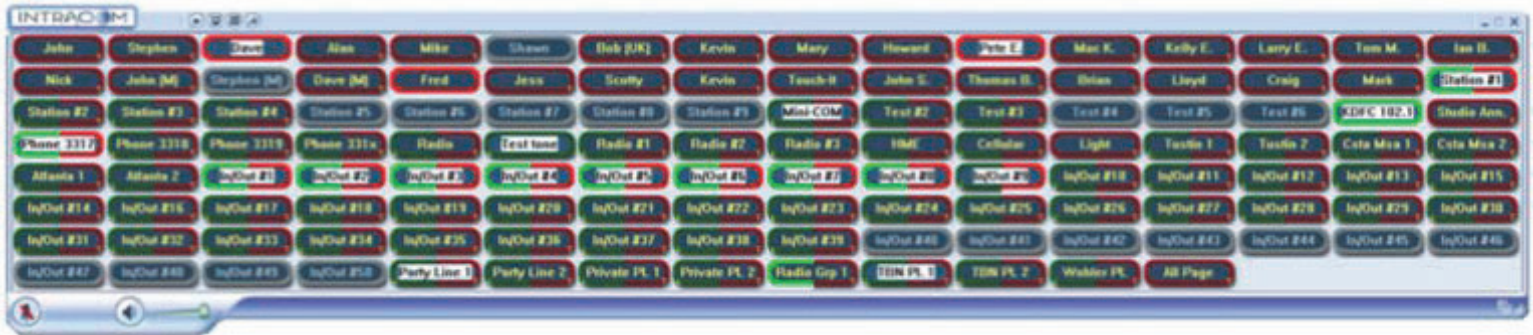 INTRACOM
John Stephen Dave Alan Mike Shawn Bob (UK) Kevin Mary Howard Pete E. Mac K. Kelly E. Larry E. Tom M. Ian B.
Nick John (M) Stephen (M) Dave (M) Fred Jess Scotty Kevin Touch-It John S. Thomas B. Brian Lloyd Craig Mark Station #1
Station #2 Station #3 Station #4 Station #5 Station #6 Station #7 Station #8 Station #9 Mini-COM Test #2 Test #3 Test #4 Test #5 Test #6 KDFC 102.1 Studio Ann.
Phone 3317 Phone 3318 Phone 3319 Phone 331x Radio Test tone Radio #1 Radio #2 Radio #3 HME Cellular Light Tustin 1 Tustin 2 Csta Msa 1 Csta Msa 2
Atlanta 1 Atlanta 2 In/Out #1 In/Out #2 In/Out #3 In/Out #4 In/Out #5 In/Out #6 In/Out #7 In/Out #8 In/Out #9 In/Out #10 In/Out #11 In/Out #12 In/Out #13 In/Out #15
In/Out #14 In/Out #16 In/Out #17 In/Out #18 In/Out #19 In/Out #20 In/Out #21 In/Out #22 In/Out #23 In/Out #24 In/Out #25 In/Out #26 In/Out #27 In/Out #28 In/Out #29 In/Out #30
In/Out #31 In/Out #32 In/Out #33 In/Out #34 In/Out #35 In/Out #36 In/Out #37 In/Out #38 In/Out #39 In/Out #40 In/Out #41 In/Out #42 In/Out #43 In/Out #44 In/Out #45 In/Out #46
In/Out #47 In/Out #48 In/Out #49 In/Out #50 Party Line 1 Party Line 2 Private PL 1 Private PL 2 Radio Grp 1 TBN PL 1 TBN PL 2 Wohler PL All Page